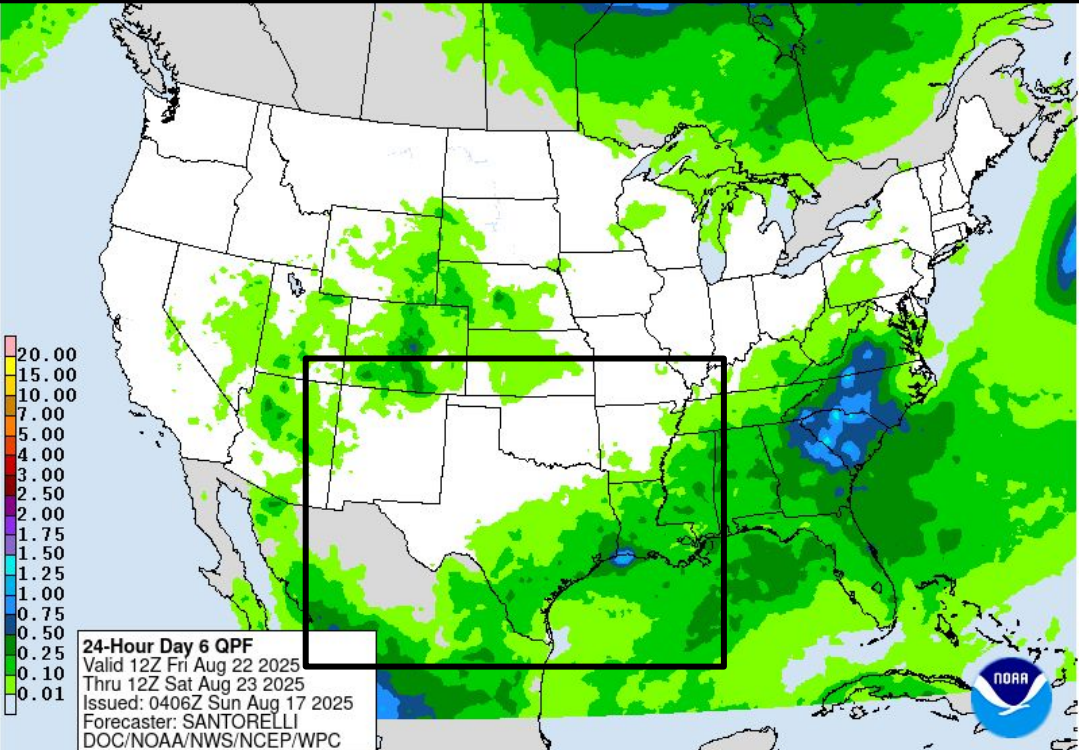 20.00
15.00
10.00
7.00
5.00
4.00
3.00
2.50
2.00
1.75
1.50
1.25
1.00
0.75
0.50
0.25
0.10
0.01
24-Hour Day 6 QPF
Valid 12Z Fri Aug 22 2025
Thru 12Z Sat Aug 23 2025
Issued: 0406Z Sun Aug 17 2025
Forecaster: SANTORELLI
DOC/NOAA/NWS/NCEP/WPC
NOAA